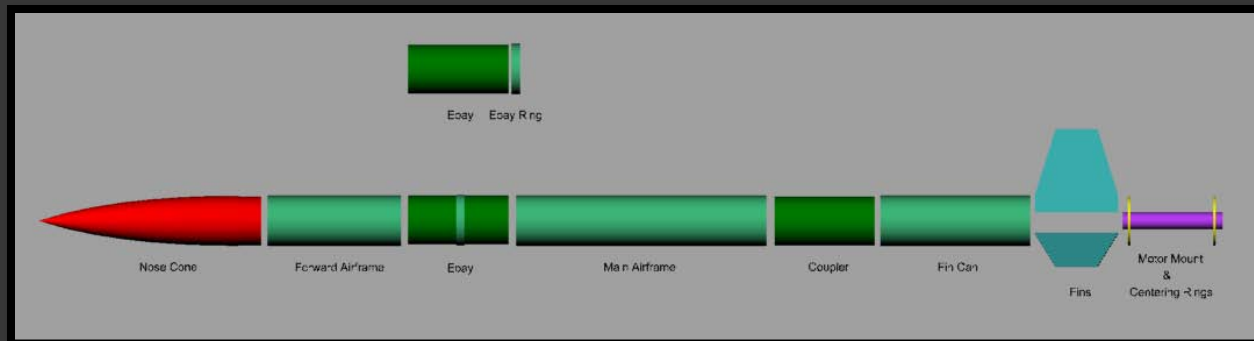 Ebay Ebay Ring
Nose Cone Forward Airframe Ebay Main Airframe Coupler Fin Can Fins Motor Mount
&
Centering Rings